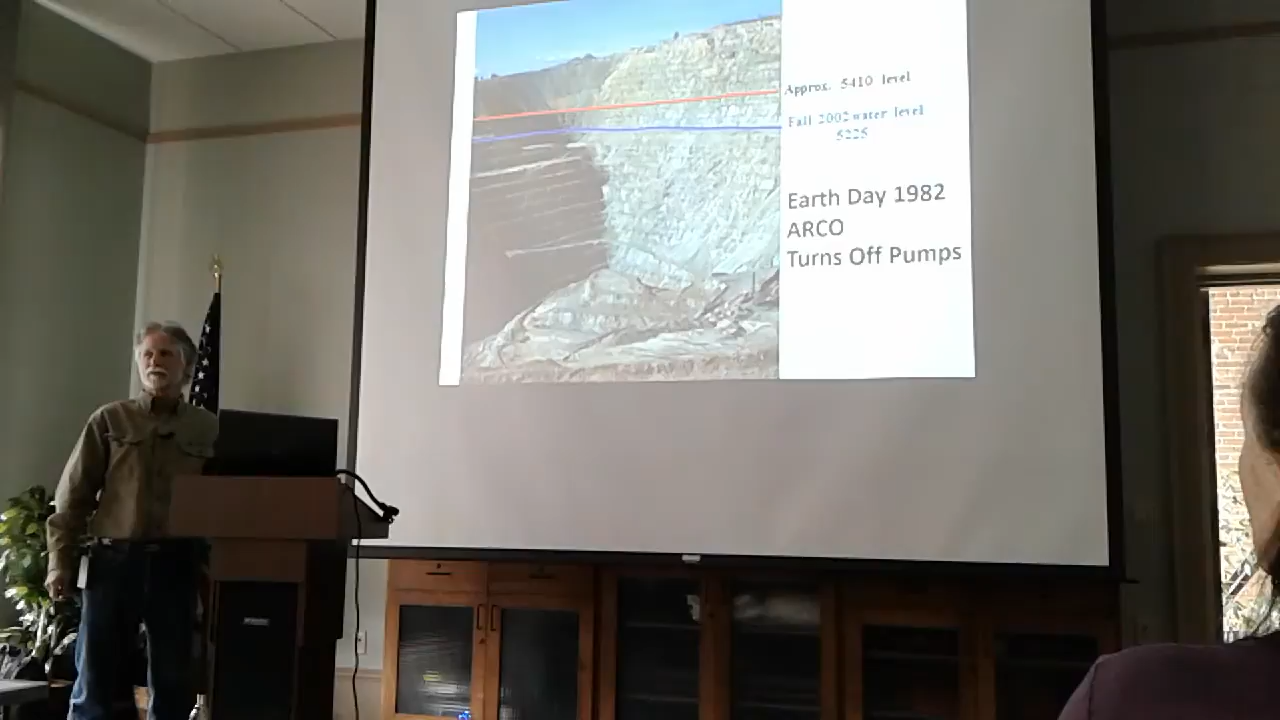 Approx. 5410 level
Fall 2002 water level
5225
Earth Day 1982
ARCO
Turns Off Pumps